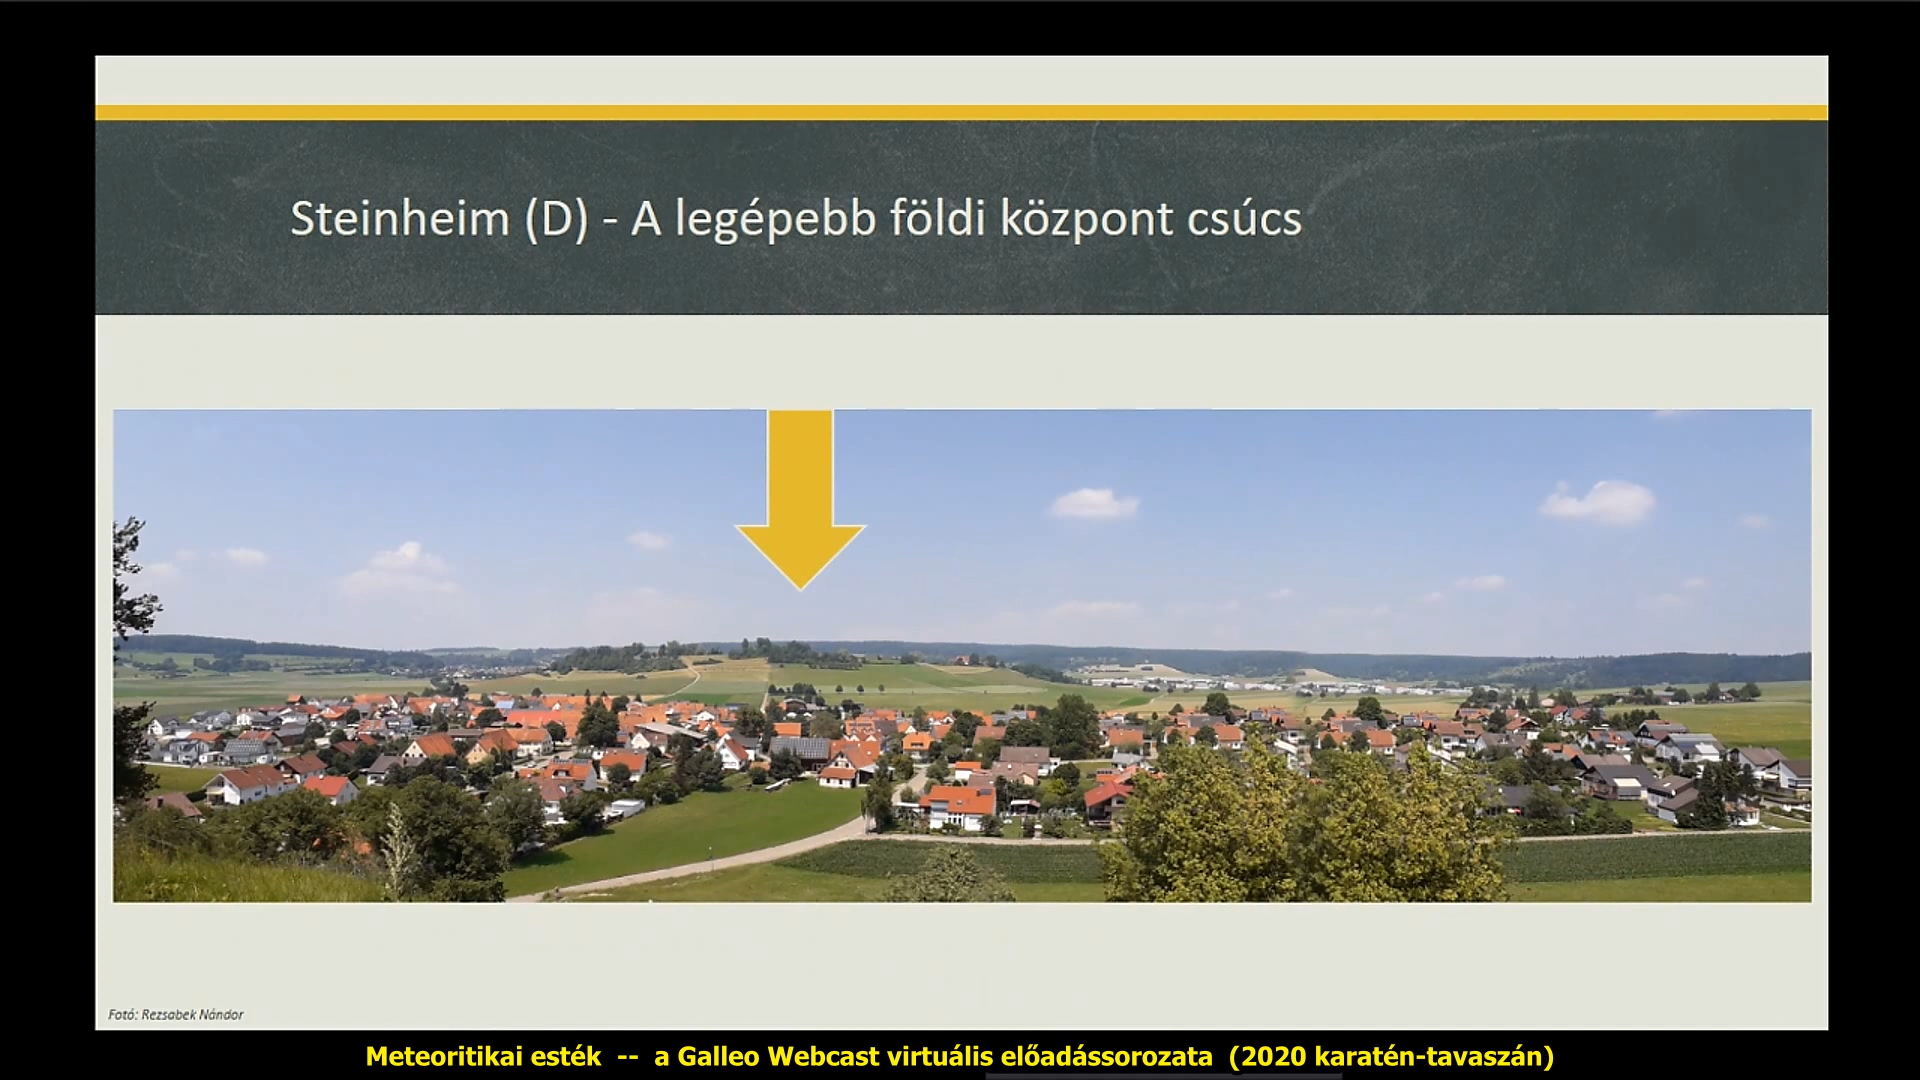 Steinheim (D) - A legépebb földi központ csúcs
Fotó: Rezsabek Nándor
Meteoritikai esték -- a Galleo Webcast virtuális előadássorozata (2020 karatén-tavaszán)